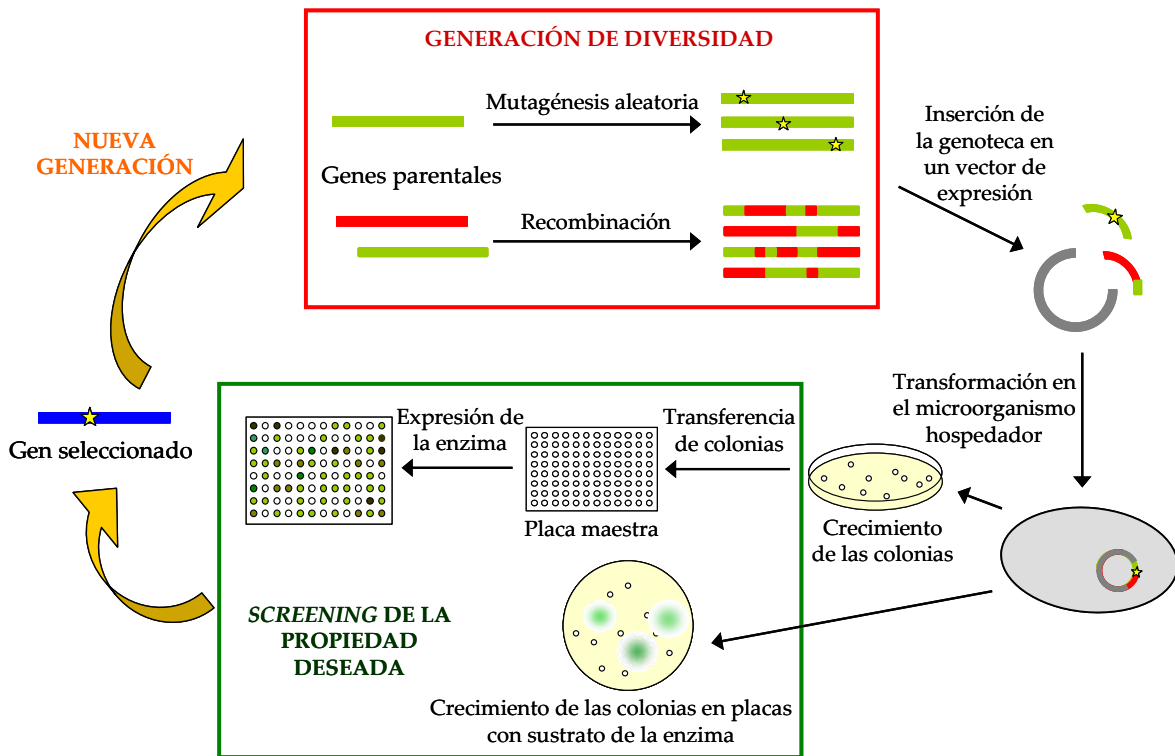 GENERACIÓN DE DIVERSIDAD
Mutagénesis aleatoria
Genes parentales
Recombinación
Inserción de
la genoteca en
un vector de
expresión
NUEVA
GENERACIÓN
Transformación en
el microorganismo
hospedador
Gen seleccionado
Expresión de
la enzima
Transferencia
de colonias
Placa maestra
Crecimiento
de las colonias
SCREENING DE LA
PROPIEDAD
DESEADA
Crecimiento de las colonias en placas
con sustrato de la enzima